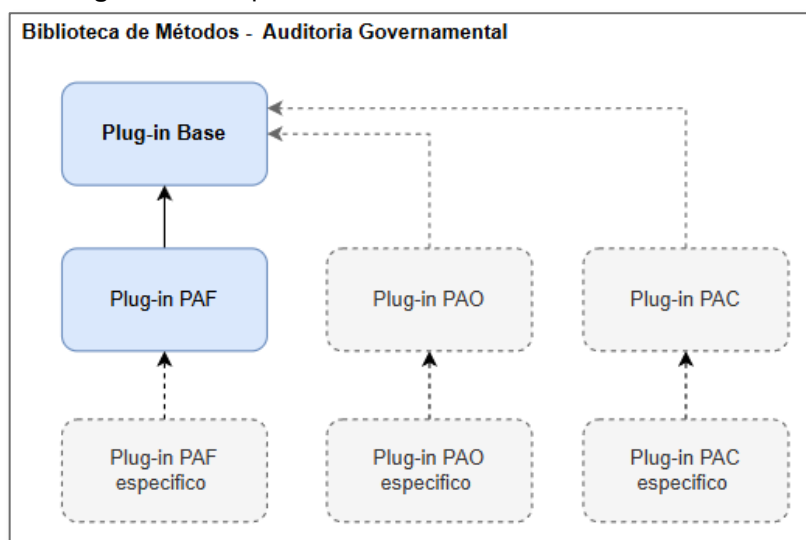 Biblioteca de Métodos - Auditoria Governamental
Plug-in Base
Plug-in PAF
Plug-in PAO
Plug-in PAC
Plug-in PAF
especifico
Plug-in PAO
especifico
Plug-in PAC
especifico